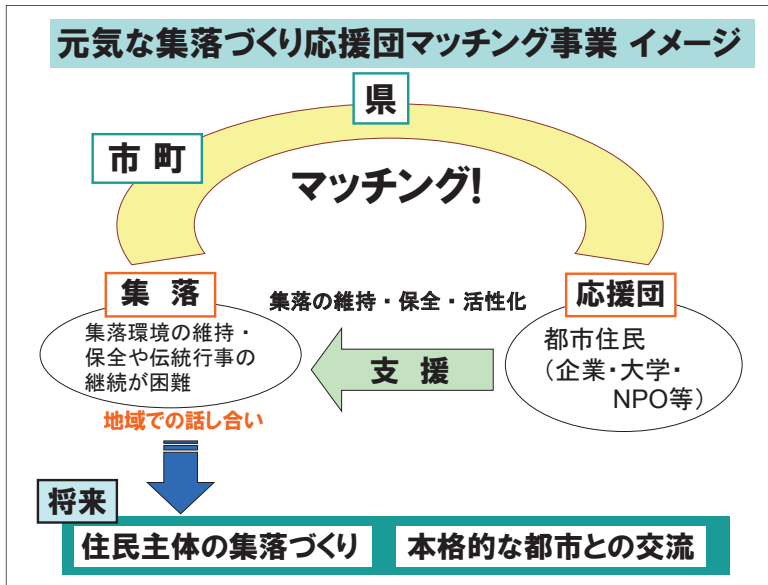 元気な集落づくり応援団マッチング事業 イメージ
県
市 町
マッチング!
集 落
集落環境の維持・
保全や伝統行事の
継続が困難
地域での話し合い
集落の維持・保全・活性化
支 援
応援団
都市住民
(企業・大学・
NPO等)
将来
住民主体の集落づくり
本格的な都市との交流